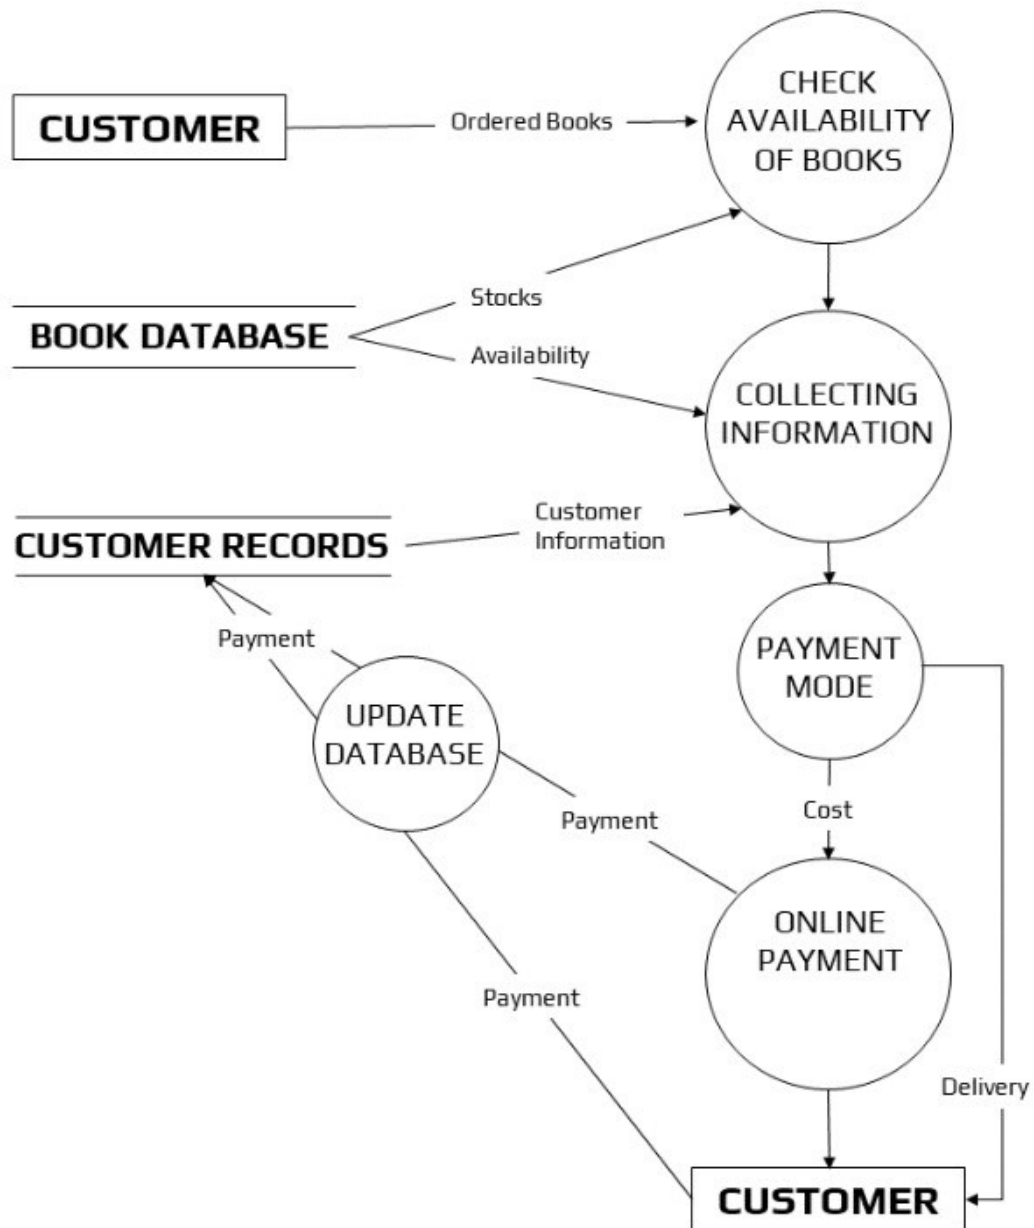 CHECK
AVAILABILITY
OF BOOKS
CUSTOMER
Ordered Books
Stocks
BOOK DATABASE
Availability
COLLECTING
INFORMATION
Customer
Information
CUSTOMER RECORDS
Payment
PAYMENT
MODE
UPDATE
DATABASE
Cost
Payment
ONLINE
PAYMENT
Payment
Delivery
CUSTOMER